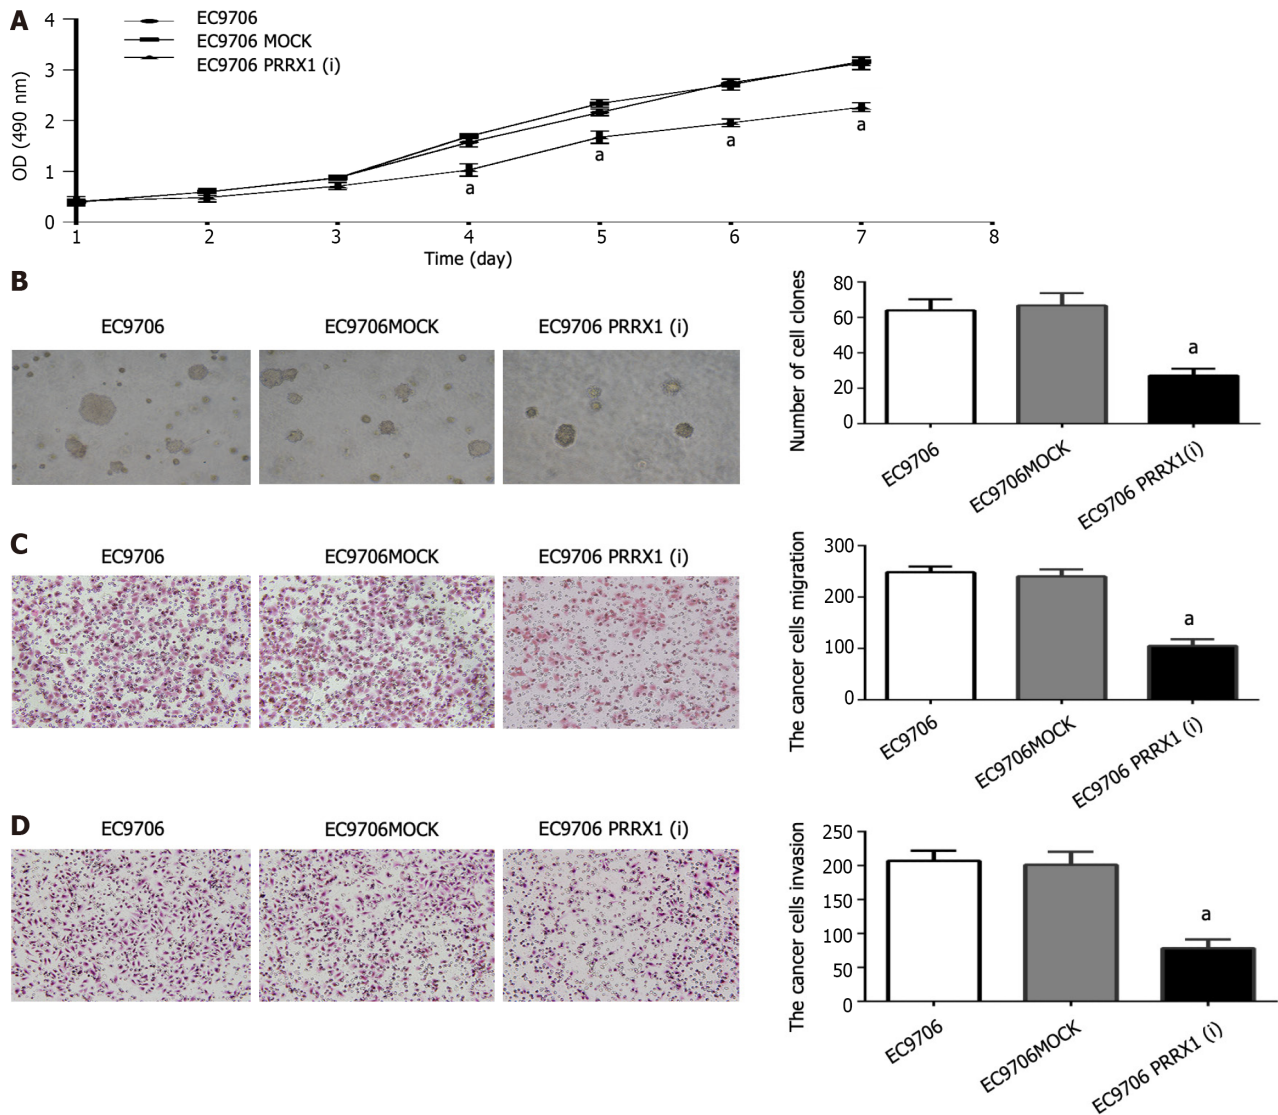 A
EC9706
EC9706 MOCK
EC9706 PRRX1 (i)
OD (490 nm)
4
3
2
1
0
a
a
a
a
1 2 3 4 5 6 7 8
Time (day)
B
EC9706 EC9706MOCK EC9706 PRRX1 (i)
Number of cell clones
80
60
40
20
0
a
EC9706 EC9706MOCK EC9706 PRRX1(i)
C
EC9706 EC9706MOCK EC9706 PRRX1 (i)
The cancer cells migration
300
200
100
0
a
EC9706 EC9706MOCK EC9706 PRRX1 (i)
D
EC9706 EC9706MOCK EC9706 PRRX1 (i)
The cancer cells invasion
250
200
150
100
50
0
a
EC9706 EC9706MOCK EC9706 PRRX1 (i)